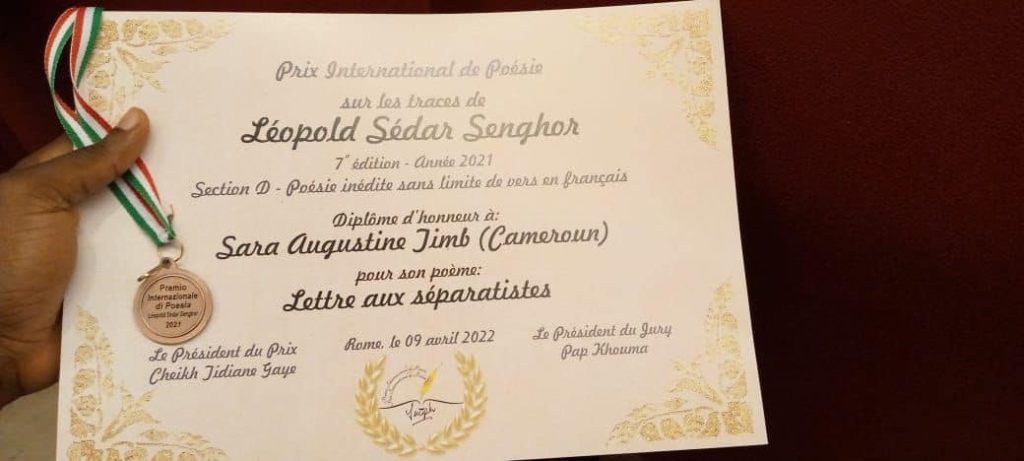 Prix International de Poésie
sur les traces de
Léopold Sédar Senghor
7° édition - Année 2021
Section D - Poésie inédite sans limite de vers en français
Diplôme d'honneur à:
Sara Augustine Timb (Cameroun)
pour son poème:
Lettre aux séparatistes
Rome, le 09 avril 2022
Le Président du Prix
Cheikh Tidiane Gaye
Le Président du Jury
Pap Khouma
Premio
Internazionale
di Poesia
Léopold Sédar Senghor
2021